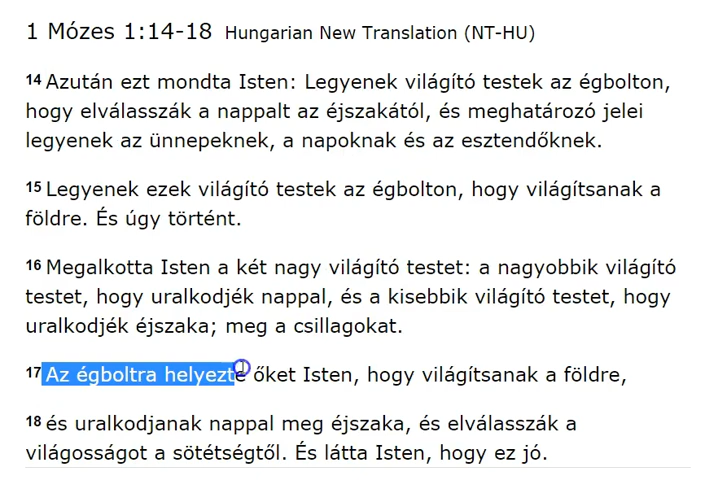 1 Mózes 1:14-18 Hungarian New Translation (NT-HU)
14 Azután ezt mondta Isten: Legyenek világító testek az égbolton,
hogy elválasszák a nappalt az éjszakától, és meghatározó jelei
legyenek az ünnepeknek, a napoknak és az esztendőknek.
15 Legyenek ezek világító testek az égbolton, hogy világítsanak a
földre. És úgy történt.
16 Megalkotta Isten a két nagy világító testet: a nagyobbik világító
testet, hogy uralkodjék nappal, és a kisebbik világító testet, hogy
uralkodjék éjszaka; meg a csillagokat.
17 Az égboltra helyezte őket Isten, hogy világítsanak a földre,
18 és uralkodjanak nappal meg éjszaka, és elválasszák a
világosságot a sötétségtől. És látta Isten, hogy ez jó.